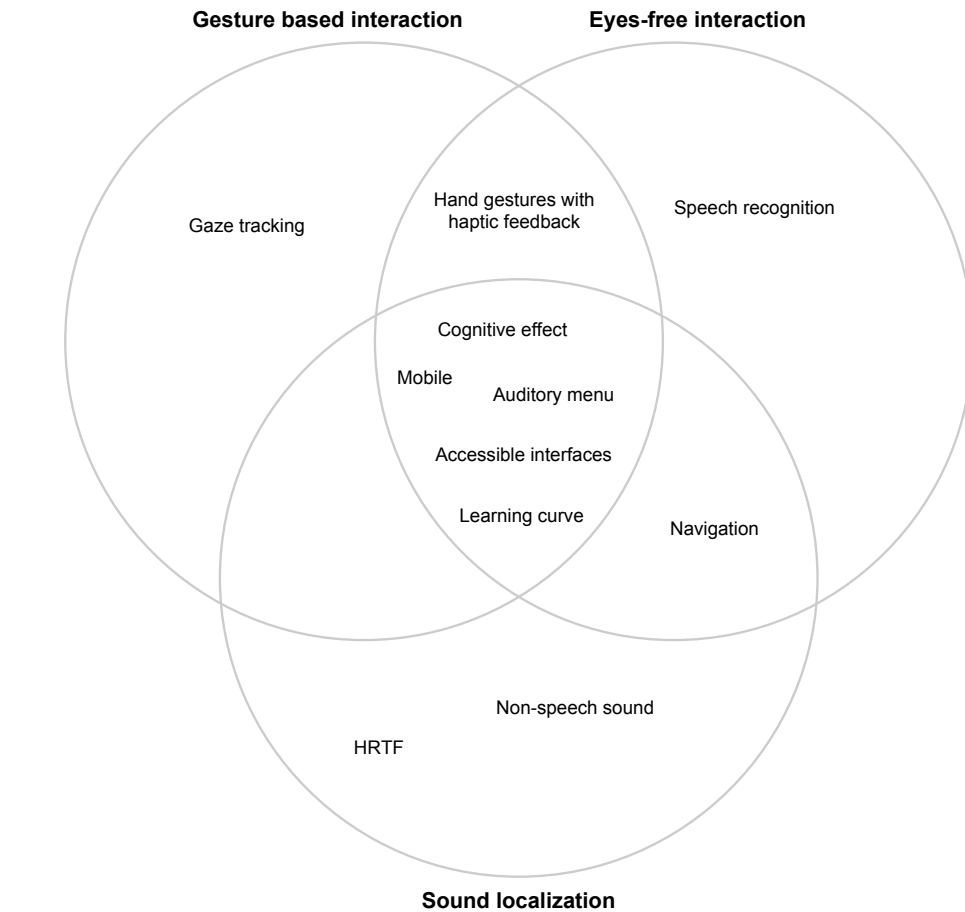 Gesture based interaction
Eyes-free interaction
Hand gestures with
haptic feedback
Speech recognition
Gaze tracking
Cognitive effect
Mobile
Auditory menu
Accessible interfaces
Learning curve
Navigation
Non-speech sound
HRTF
Sound localization